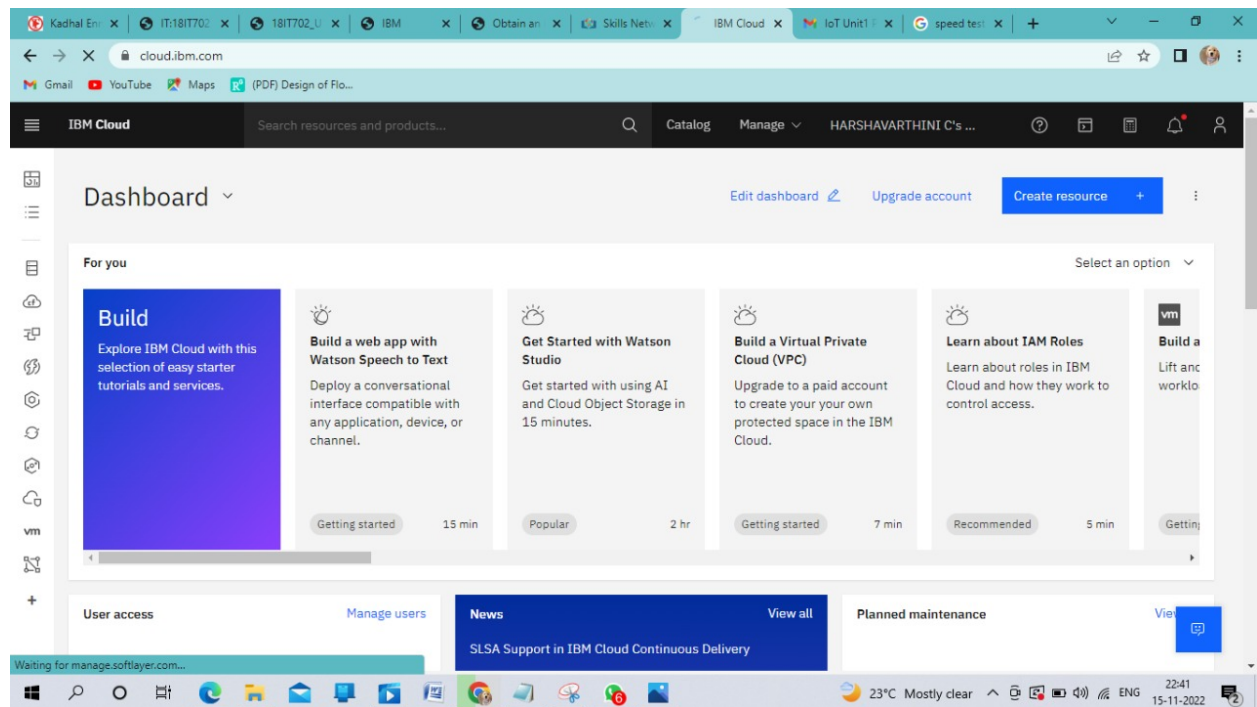 Kadhal En
IT:18IT702
18IT702_U
IBM
Obtain an
Skills Netw
IBM Cloud
IoT Unit1
speed test
cloud.ibm.com
Gmail
YouTube
Maps
(PDF) Design of Flo...
IBM Cloud
Search resources and products...
Catalog
Manage
HARSHAVARTHINI C's ...
Dashboard
Edit dashboard
Upgrade account
Create resource +
For you
Select an option
Build
Explore IBM Cloud with this
selection of easy starter
tutorials and services.
Build a web app with
Watson Speech to Text
Deploy a conversational
interface compatible with
any application, device, or
channel.
Getting started
15 min
Get Started with Watson
Studio
Get started with using AI
and Cloud Object Storage in
15 minutes.
Popular
2 hr
Build a Virtual Private
Cloud (VPC)
Upgrade to a paid account
to create your your own
protected space in the IBM
Cloud.
Getting started
7 min
Learn about IAM Roles
Learn about roles in IBM
Cloud and how they work to
control access.
Recommended
5 min
vm
Build a
Lift and
worklo
Getting
vm
User access
Manage users
News
View all
SLSA Support in IBM Cloud Continuous Delivery
Planned maintenance
View
Waiting for manage.softlayer.com...
23°C Mostly clear
ENG
22:41
15-11-2022